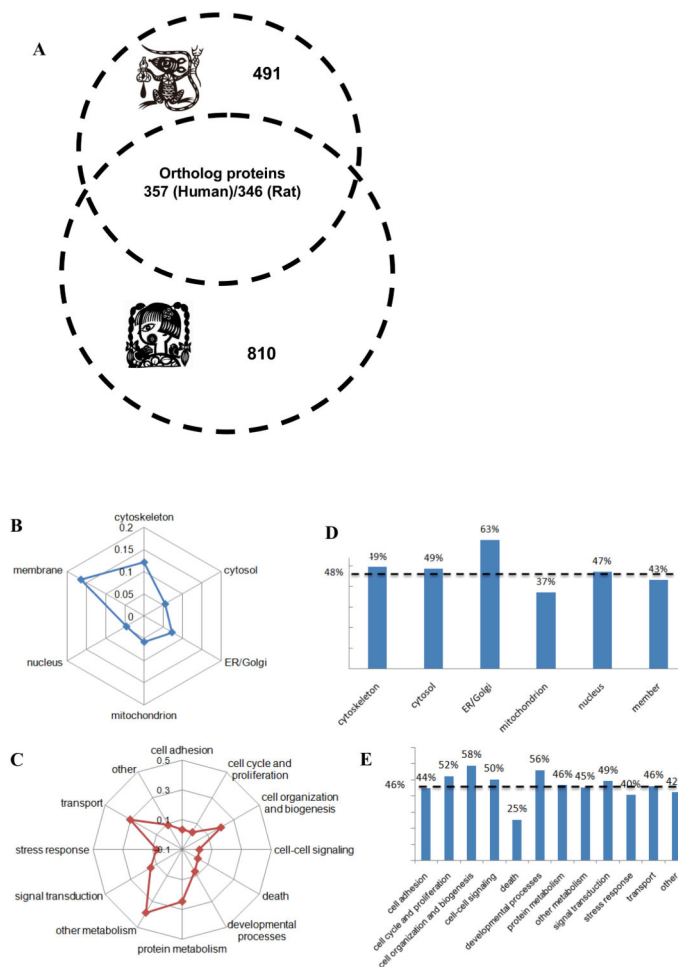 A
491
Ortholog proteins
357 (Human)/346 (Rat)
810
B
cytoskeleton
0.2
0.15
0.1
0.05
0
membrane
cytosol
nucleus
ER/Golgi
mitochondrion
C
cell adhesion
0.5
0.3
0.1
-0.1
other
cell cycle and
proliferation
transport
cell organization
and biogenesis
stress response
cell-cell signaling
signal transduction
death
other metabolism
developmental
processes
protein metabolism
D
48%
49%
49%
63%
37%
47%
43%
cytoskeleton
cytosol
ER/Golgi
mitochondrion
nucleus
member
E
46%
44%
52%
58%
50%
25%
56%
46%
45%
49%
40%
46%
42
cell adhesion
cell cycle and proliferation
cell organization and biogenesis
cell-cell signaling
death
developmental processes
protein metabolism
other metabolism
signal transduction
stress response
transport
other